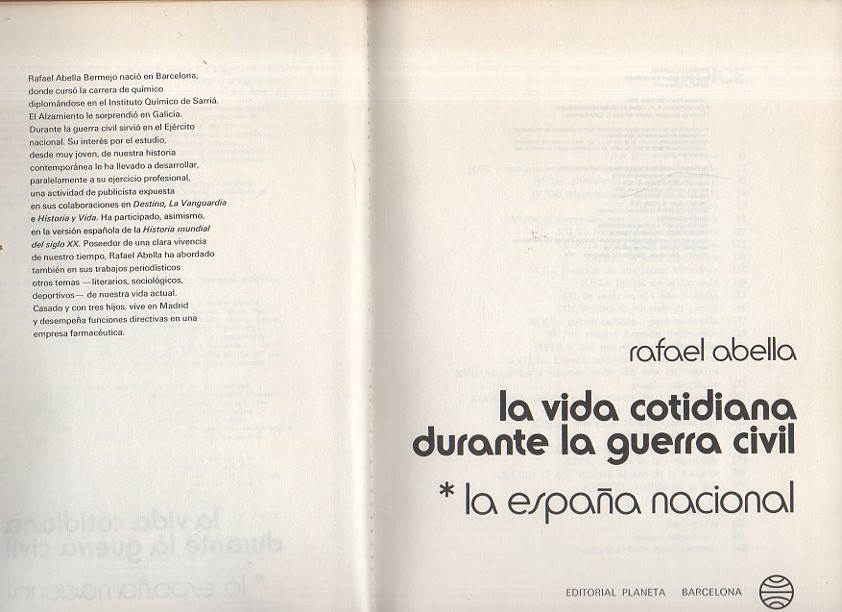 Rafael Abella Bermejo nació en Barcelona,
donde cursó la carrera de químico
diplomándose en el Instituto Químico de Sarriá.
El Alzamiento le sorprendió en Galicia.
Durante la guerra civil sirvió en el Ejército
nacional. Su interés por el estudio,
desde muy joven, de nuestra historia
contemporánea le ha llevado a desarrollar,
paralelamente a su ejercicio profesional,
una actividad de publicista expuesta
en sus colaboraciones en Destino, La Vanguardia
e Historia y Vida. Ha participado, asimismo,
en la versión española de la Historia mundial
del siglo XX. Poseedor de una clara vivencia
de nuestro tiempo, Rafael Abella ha abordado
también en sus trabajos periodísticos
otros temas —literarios, sociológicos,
deportivos— de nuestra vida actual.
Casado y con tres hijos, vive en Madrid
y desempeña funciones directivas en una
empresa farmacéutica.
rafael abella
la vida cotidiana
durante la guerra civil
* la españa nacional
EDITORIAL PLANETA BARCELONA